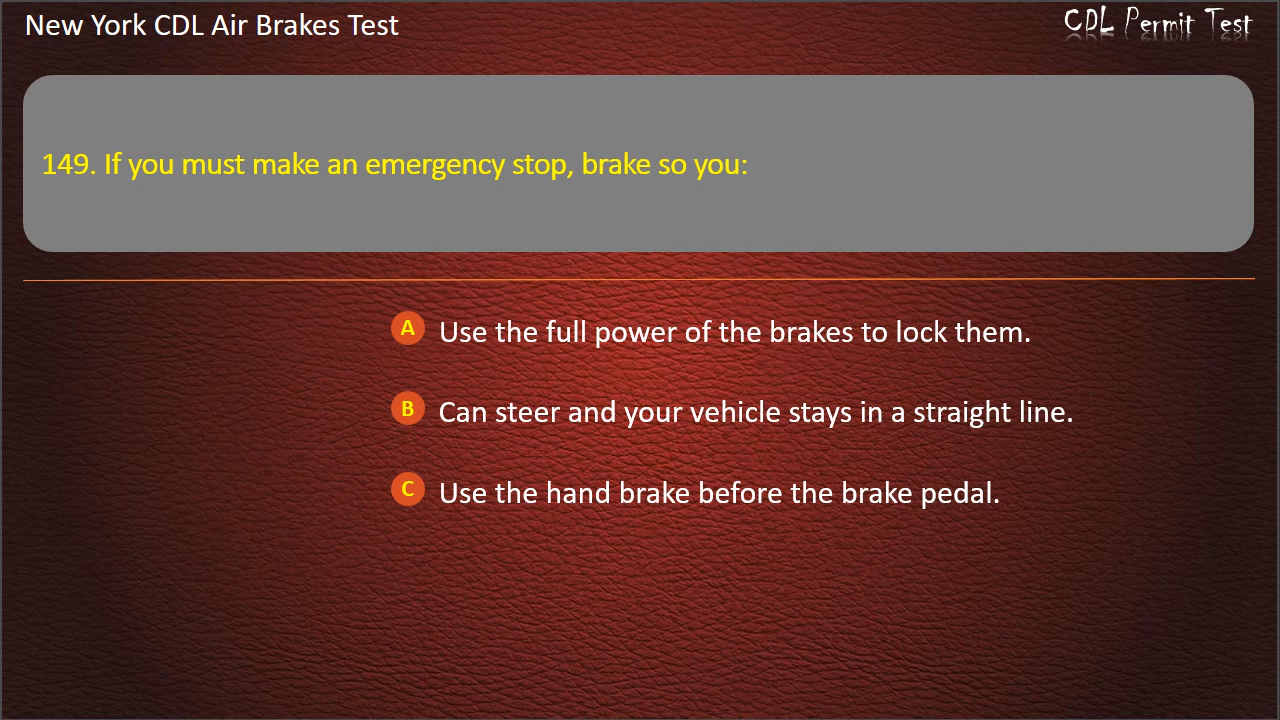 New York CDL Air Brakes Test
CDL Permit Test
149. If you must make an emergency stop, brake so you:
A Use the full power of the brakes to lock them.
B Can steer and your vehicle stays in a straight line.
C Use the hand brake before the brake pedal.